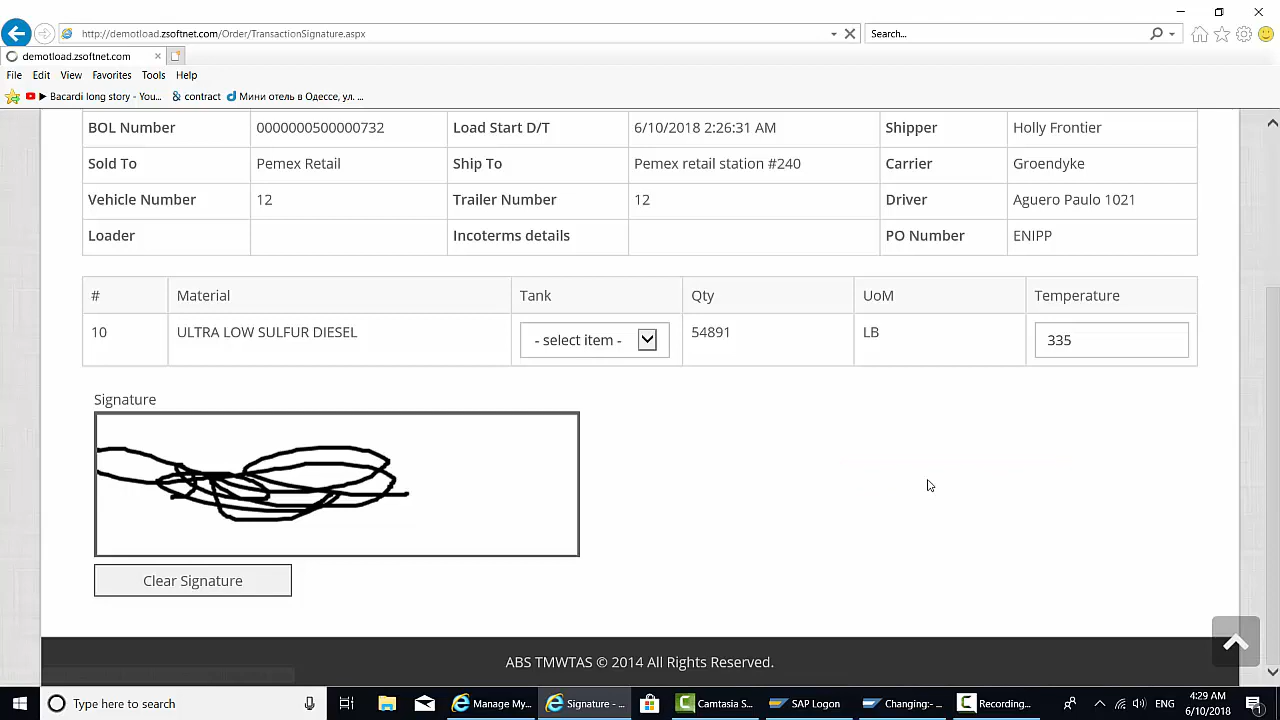 http://demotload.zsoftnet.com/Order/TransactionSignature.aspx
Search...
demotload.zsoftnet.com
File Edit View Favorites Tools Help
Bacardi long story - You... contract Мини отель в Одессе, ул. ...
BOL Number 0000000500000732 Load Start D/T 6/10/2018 2:26:31 AM Shipper Holly Frontier
Sold To Pemex Retail Ship To Pemex retail station #240 Carrier Groendyke
Vehicle Number 12 Trailer Number 12 Driver Aguero Paulo 1021
Loader Incoterms details PO Number ENIPP
# Material Tank Qty UoM Temperature
10 ULTRA LOW SULFUR DIESEL - select item - 54891 LB 335
Signature
Clear Signature
ABS TMWTAS © 2014 All Rights Reserved.
Type here to search Manage My... Signature - ... Camtasia S... SAP Logon Changing:- ... Recording... ENG 4:29 AM
6/10/2018